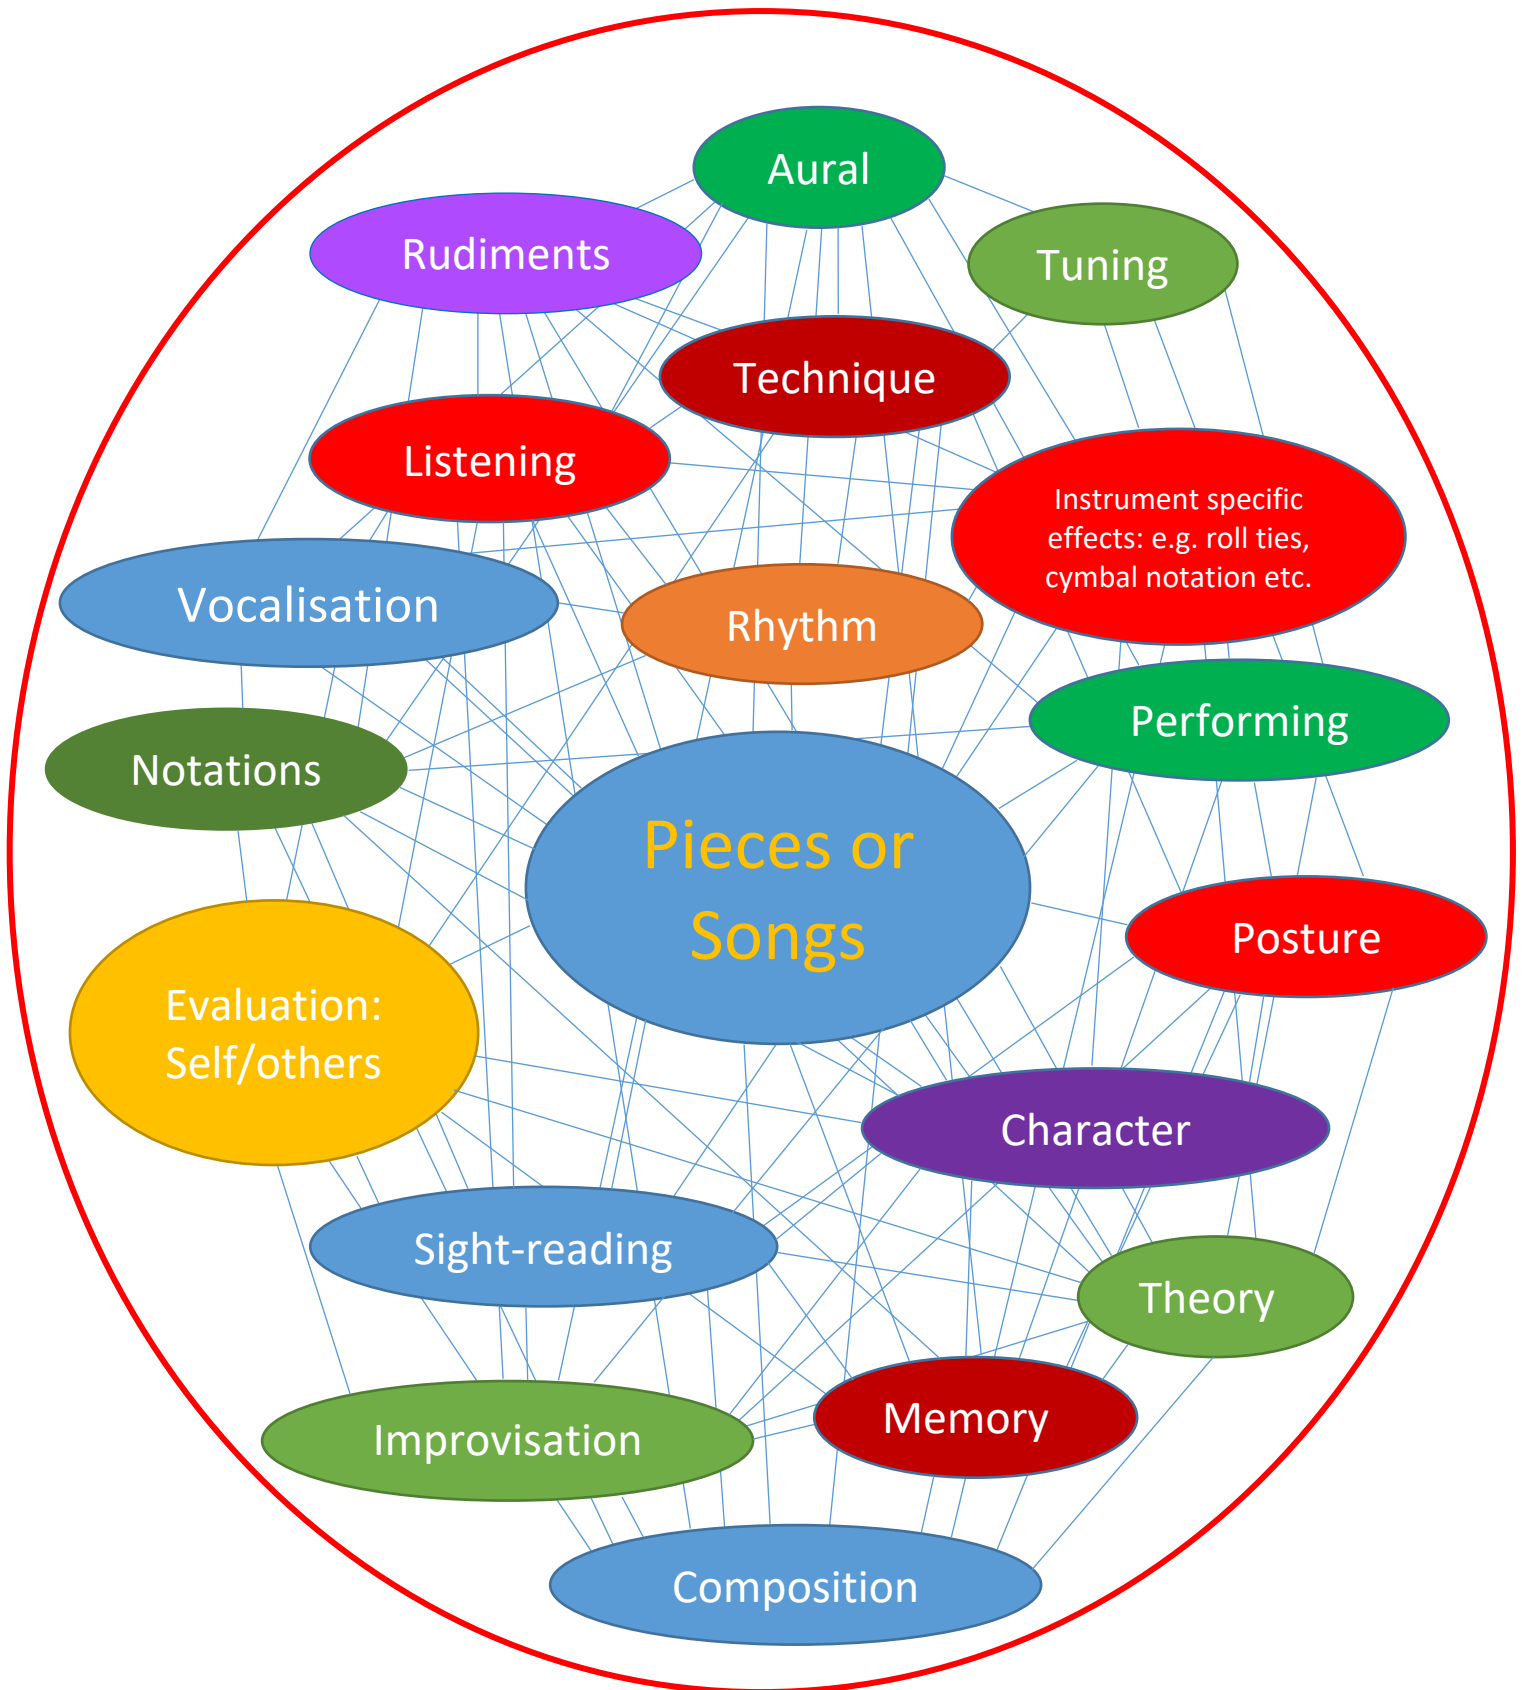 Aural
Rudiments
Tuning
Technique
Listening
Instrument specific
effects: e.g. roll ties,
cymbal notation etc.
Vocalisation
Rhythm
Performing
Notations
Pieces or
Songs
Posture
Evaluation:
Self/others
Character
Sight-reading
Theory
Memory
Improvisation
Composition